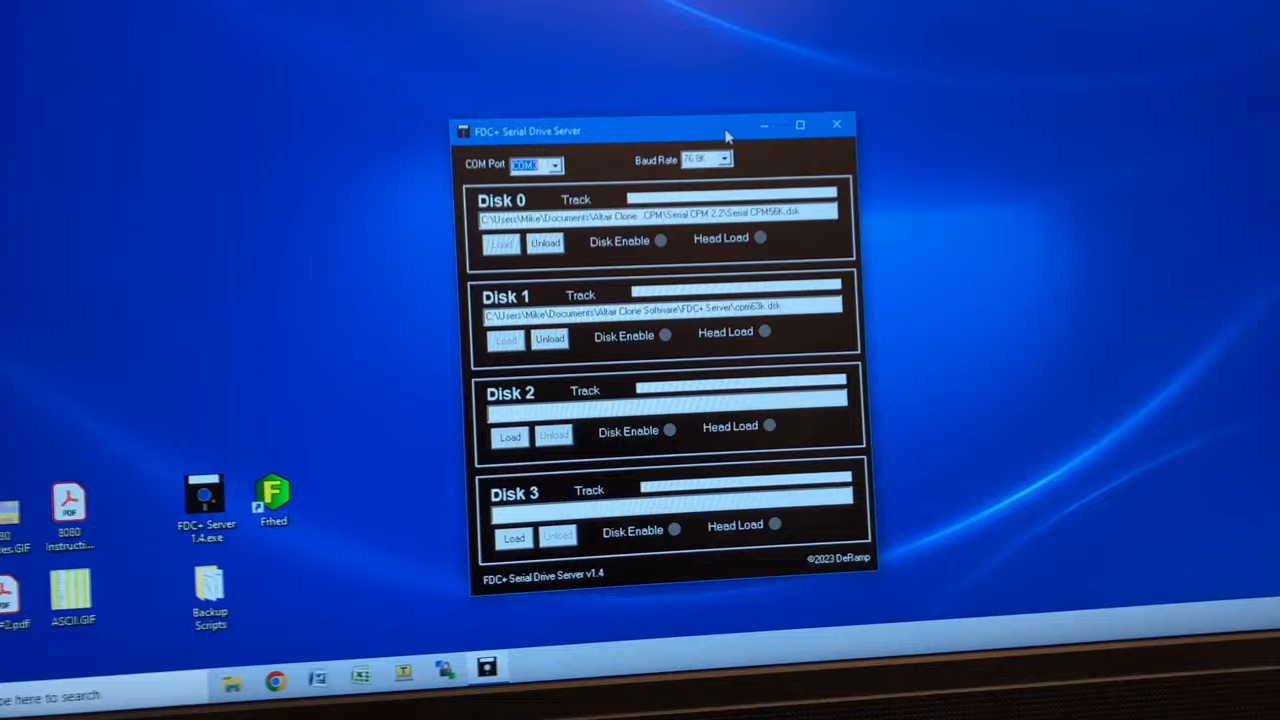 FDC+ Serial Drive Server
COM Port COM3 Baud Rate 76.8K
Disk 0 Track
C:\Users\Mike\Documents\Altair Clone...CPM\Serial CPM 2.2\Serial CPM56K.dsk
Load Unload Disk Enable Head Load
Disk 1 Track
C:\Users\Mike\Documents\Altair Clone Software\FDC+ Server\cpm63k.dsk
Load Unload Disk Enable Head Load
Disk 2 Track
Load Unload Disk Enable Head Load
Disk 3 Track
Load Unload Disk Enable Head Load
FDC+ Serial Drive Server v1.4 ©2023 DeRamp
PDF
8080
Instructi...
FDC+ Server
1.4.exe
F
Frhed
.GIF
#2.pdf
ASCII.GIF
Backup
Scripts
here to search